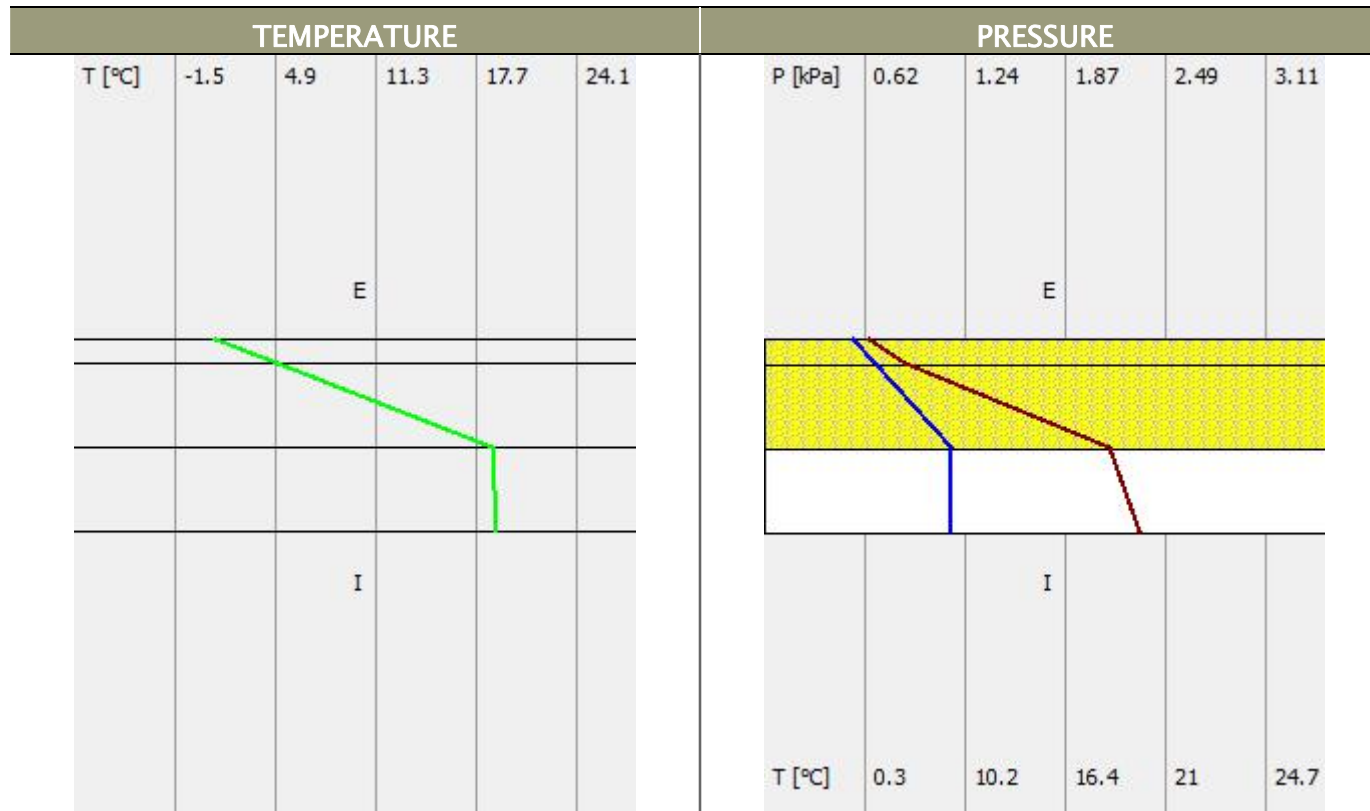 TEMPERATURE PRESSURE
T [°C] -1.5 4.9 11.3 17.7 24.1 P [kPa] 0.62 1.24 1.87 2.49 3.11
E E
I I
T [°C] 0.3 10.2 16.4 21 24.7